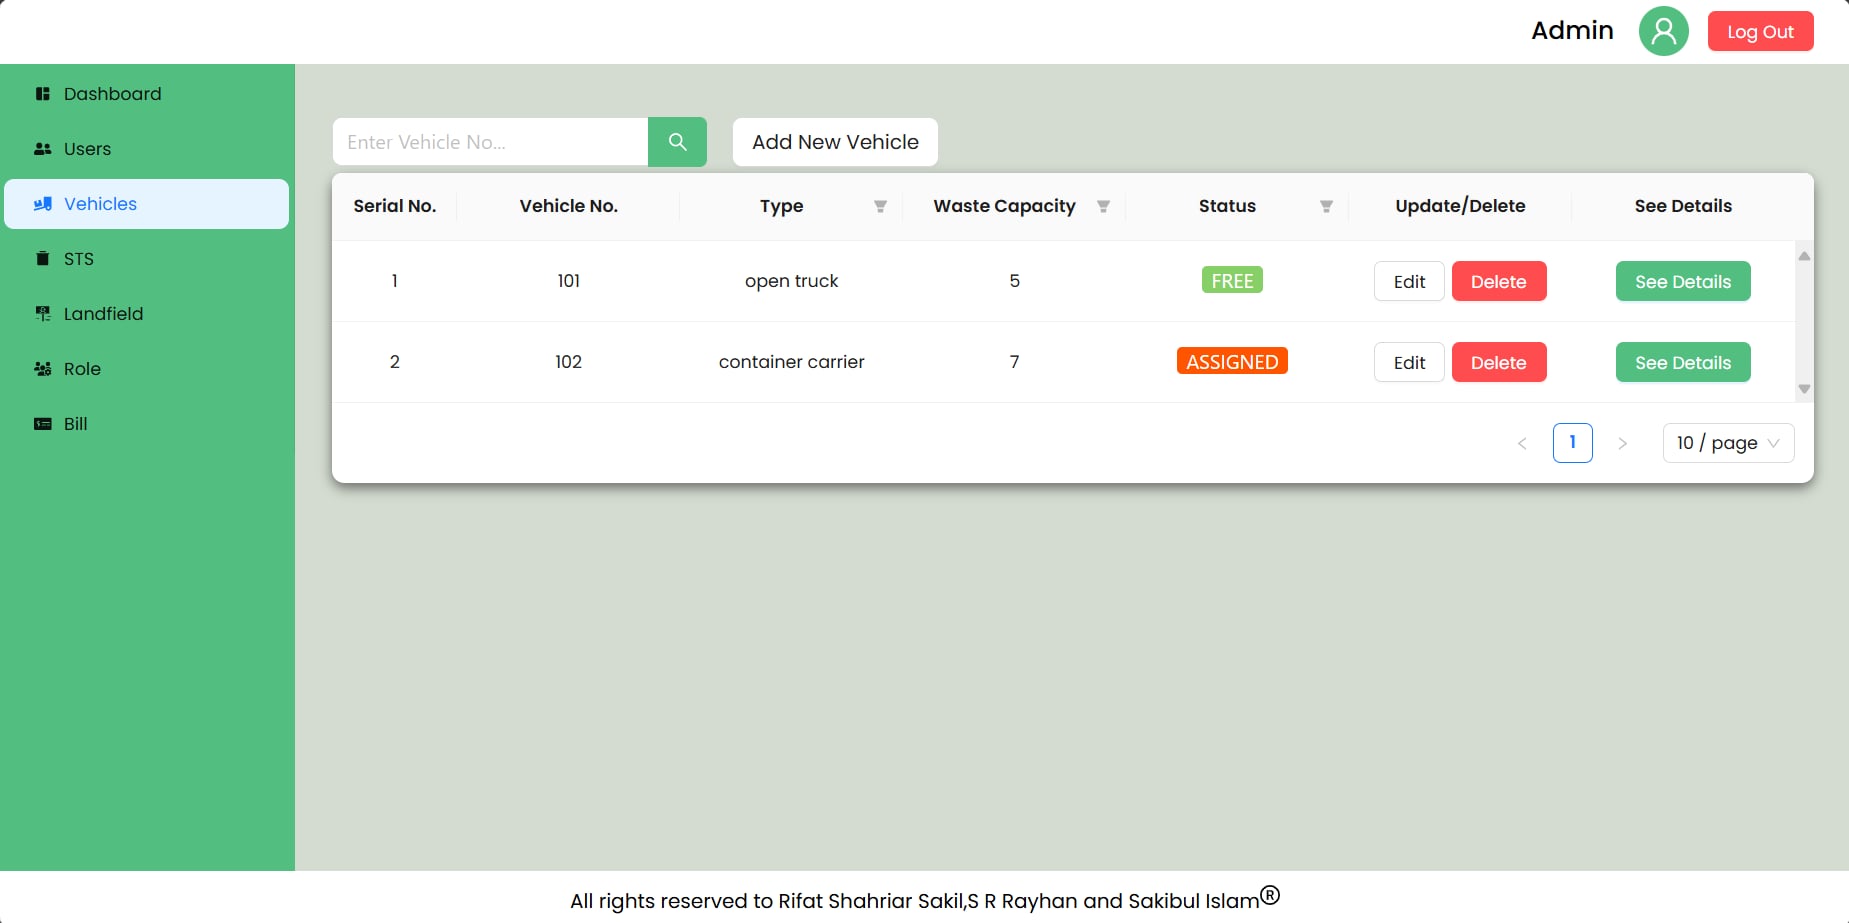 Admin
Log Out
Dashboard
Users
Vehicles
STS
Landfield
Role
Bill
Enter Vehicle No...
Add New Vehicle
Serial No. Vehicle No. Type Waste Capacity Status Update/Delete See Details
1 101 open truck 5 FREE Edit Delete See Details
2 102 container carrier 7 ASSIGNED Edit Delete See Details
< 1 > 10 / page
All rights reserved to Rifat Shahriar Sakil,S R Rayhan and Sakibul Islam®